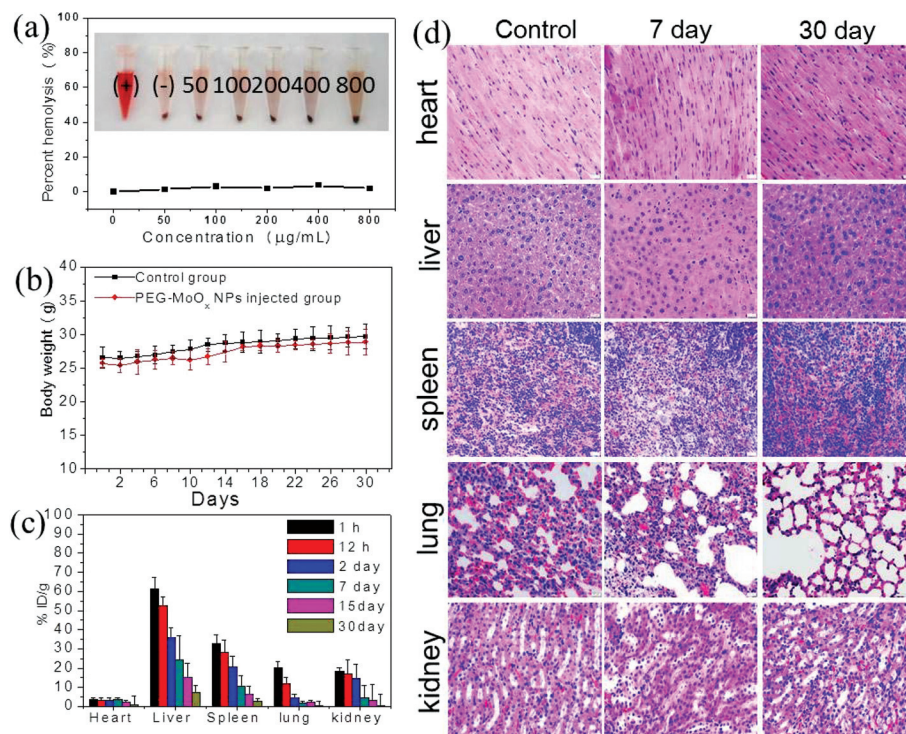 (a)
100
80
60
40
20
0
Percent hemolysis (%)
(+) (-) 50 100 200 400 800
0 50 100 200 400 800
Concentration (μg/mL)
(b)
40
35
30
25
20
15
10
Body weight (g)
Control group
PEG-MoOx NPs injected group
2 6 10 14 18 22 26 30
Days
(c)
100
90
80
70
60
50
40
30
20
10
0
% ID/g
1 h
12 h
2 day
7 day
15day
30day
Heart Liver Spleen lung kidney
(d)
Control 7 day 30 day
heart
liver
spleen
lung
kidney